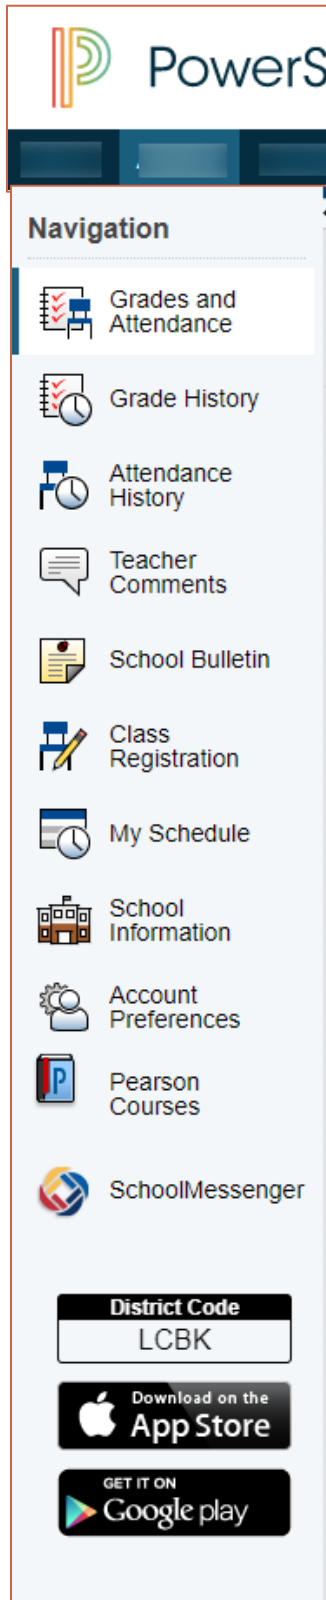 PowerS
Navigation
Grades and
Attendance
Grade History
Attendance
History
Teacher
Comments
School Bulletin
Class
Registration
My Schedule
School
Information
Account
Preferences
P
Pearson
Courses
SchoolMessenger
District Code
LCBK
Download on the
App Store
GET IT ON
Google play